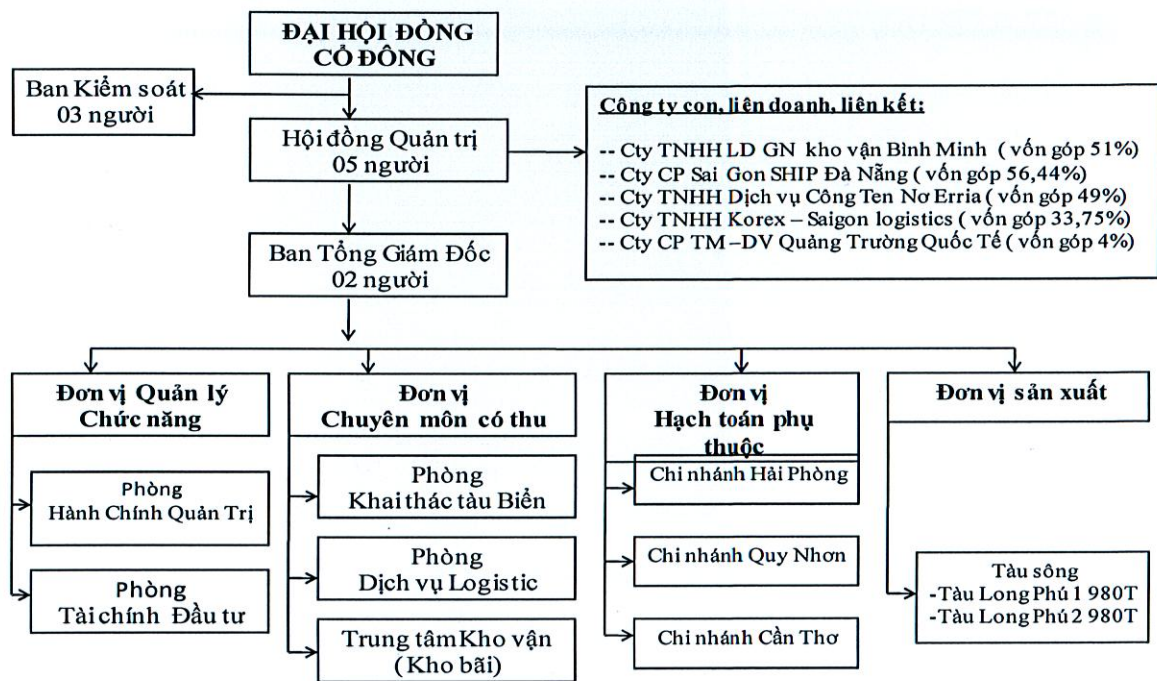 ĐẠI HỘI ĐỒNG
CỔ ĐÔNG
Ban Kiểm soát
03 người
Hội đồng Quản trị
05 người
Công ty con, liên doanh, liên kết:
-- Cty TNHH LD GN kho vận Bình Minh ( vốn góp 51%)
-- Cty CP Sai Gon SHIP Đà Nẵng ( vốn góp 56,44%)
-- Cty TNHH Dịch vụ Công Ten Nơ Erria ( vốn góp 49%)
-- Cty TNHH Korex – Saigon logistics ( vốn góp 33,75%)
-- Cty CP TM –DV Quảng Trường Quốc Tế ( vốn góp 4%)
Ban Tổng Giám Đốc
02 người
Đơn vị Quản lý
Chức năng
Phòng
Hành Chính Quản Trị
Phòng
Tài chính Đầu tư
Đơn vị
Chuyên môn có thu
Phòng
Khai thác tàu Biển
Phòng
Dịch vụ Logistic
Trung tâm Kho vận
( Kho bãi)
Đơn vị
Hạch toán phụ
thuộc
Chi nhánh Hải Phòng
Chi nhánh Quy Nhơn
Chi nhánh Cần Thơ
Đơn vị sản xuất
Tàu sông
-Tàu Long Phú 1 980T
-Tàu Long Phú 2 980T